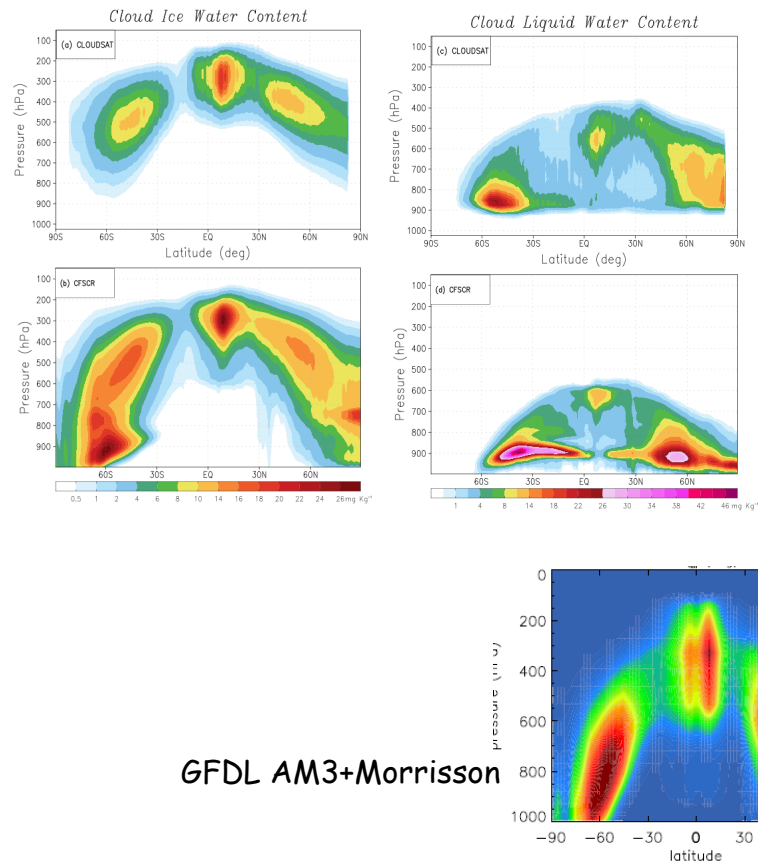 Cloud Ice Water Content
(a) CLOUDSAT
Pressure (hPa)
100
200
300
400
500
600
700
800
900
1000
90S 60S 30S EQ 30N 60N 90N
Latitude (deg)
Cloud Liquid Water Content
(c) CLOUDSAT
Pressure (hPa)
100
200
300
400
500
600
700
800
900
1000
90S 60S 30S EQ 30N 60N 90N
Latitude (deg)
(b) CFSCR
Pressure (hPa)
100
200
300
400
500
600
700
800
900
60S 30S EQ 30N 60N
0.5 1 2 4 6 8 10 14 16 18 20 22 24 26mg Kg⁻¹
(d) CFSCR
Pressure (hPa)
100
200
300
400
500
600
700
800
900
60S 30S EQ 30N 60N
1 4 8 10 14 18 22 26 30 34 38 42 46 mg Kg⁻¹
GFDL AM3+Morrisson
pressure
0
200
400
600
800
1000
−90 −60 −30 0 30
latitude